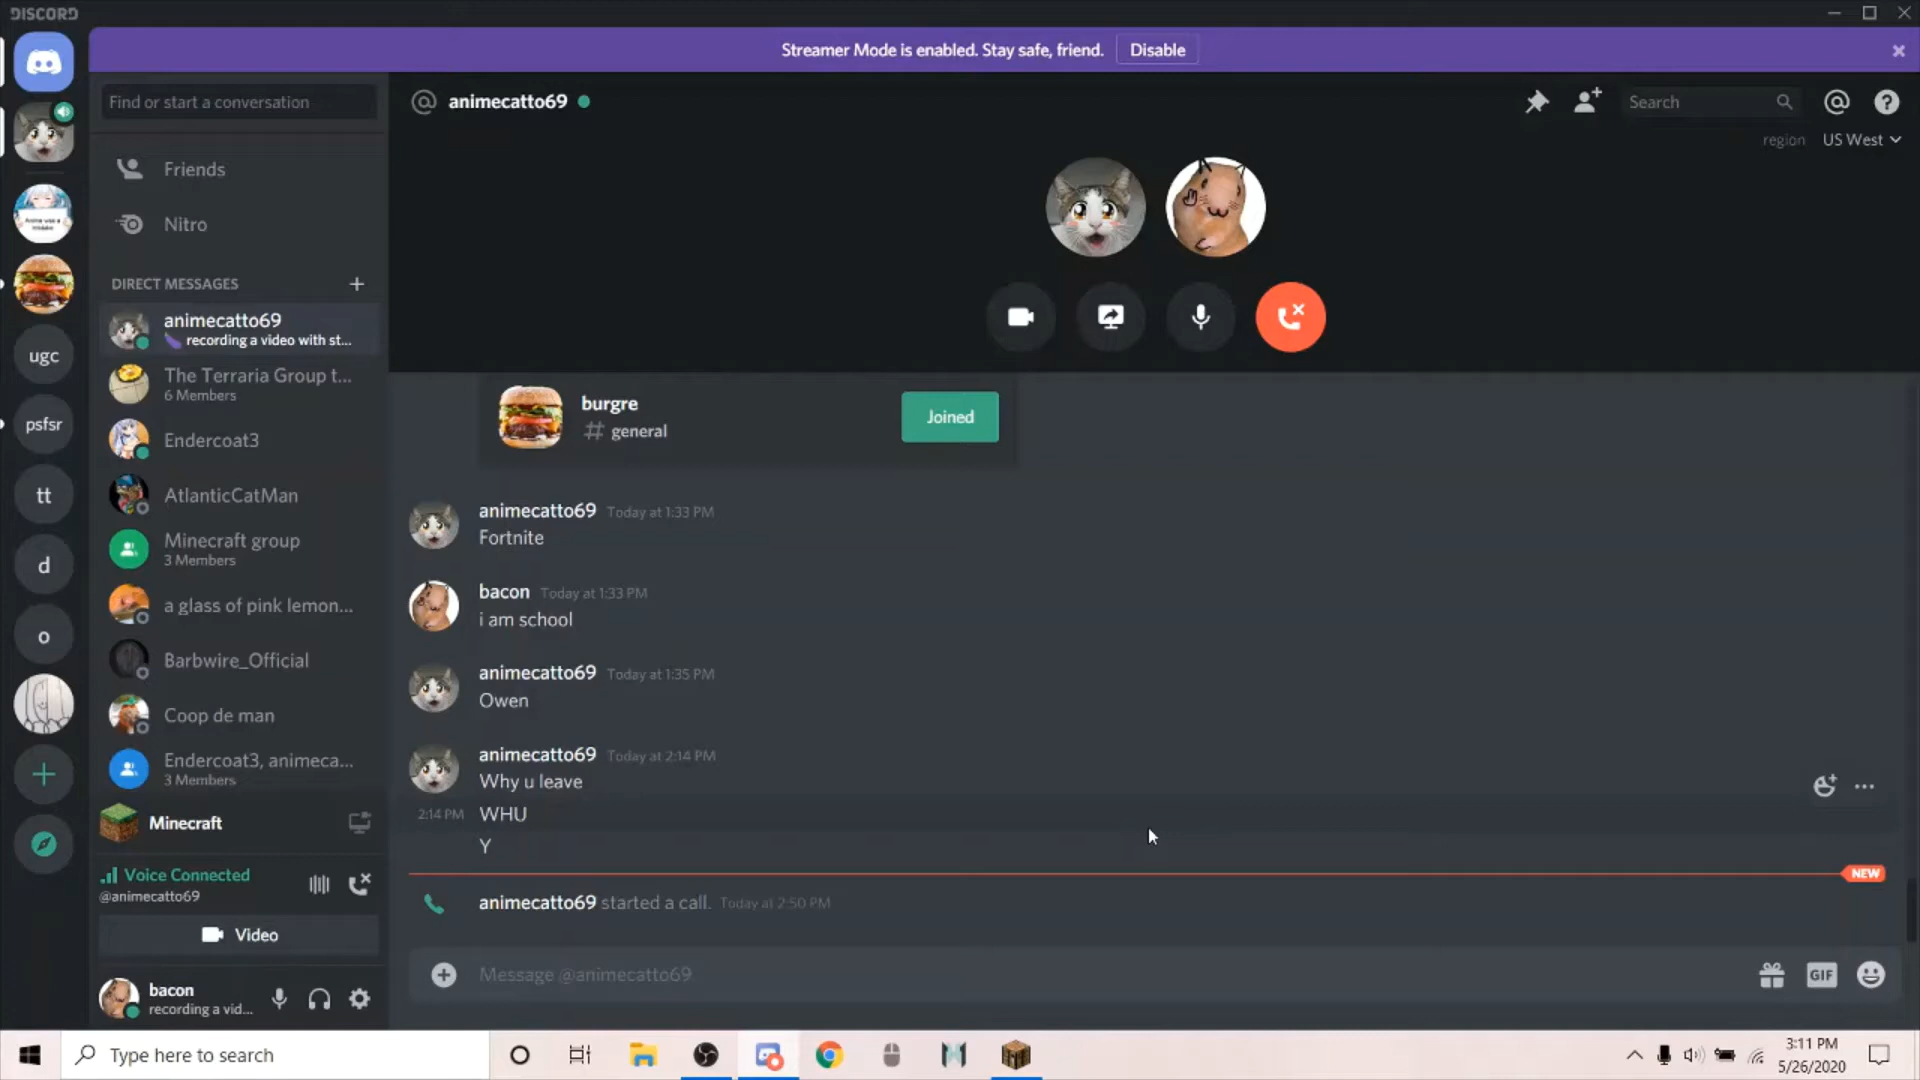 DISCORD
Streamer Mode is enabled. Stay safe, friend.
Disable
Find or start a conversation
animecatto69
Search
region
US West
Friends
Nitro
DIRECT MESSAGES
animecatto69
recording a video with st...
The Terraria Group t...
6 Members
Endercoat3
AtlanticCatMan
Minecraft group
3 Members
a glass of pink lemon...
Barbwire_Official
Coop de man
Endercoat3, animeca...
3 Members
Minecraft
Voice Connected
@animecatto69
Video
bacon
recording a vid...
ugc
psfsr
tt
d
o
burgre
# general
Joined
animecatto69 Today at 1:33 PM
Fortnite
bacon Today at 1:33 PM
i am school
animecatto69 Today at 1:35 PM
Owen
animecatto69 Today at 2:14 PM
Why u leave
2:14 PM WHU
Y
NEW
animecatto69 started a call. Today at 2:50 PM
Message @animecatto69
GIF
Type here to search
3:11 PM
5/26/2020